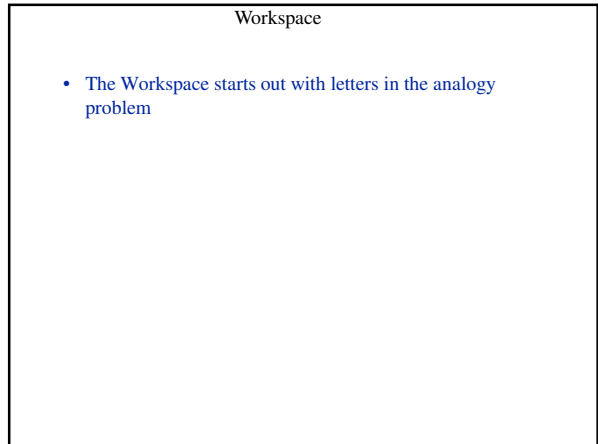 Workspace
• The Workspace starts out with letters in the analogy
problem